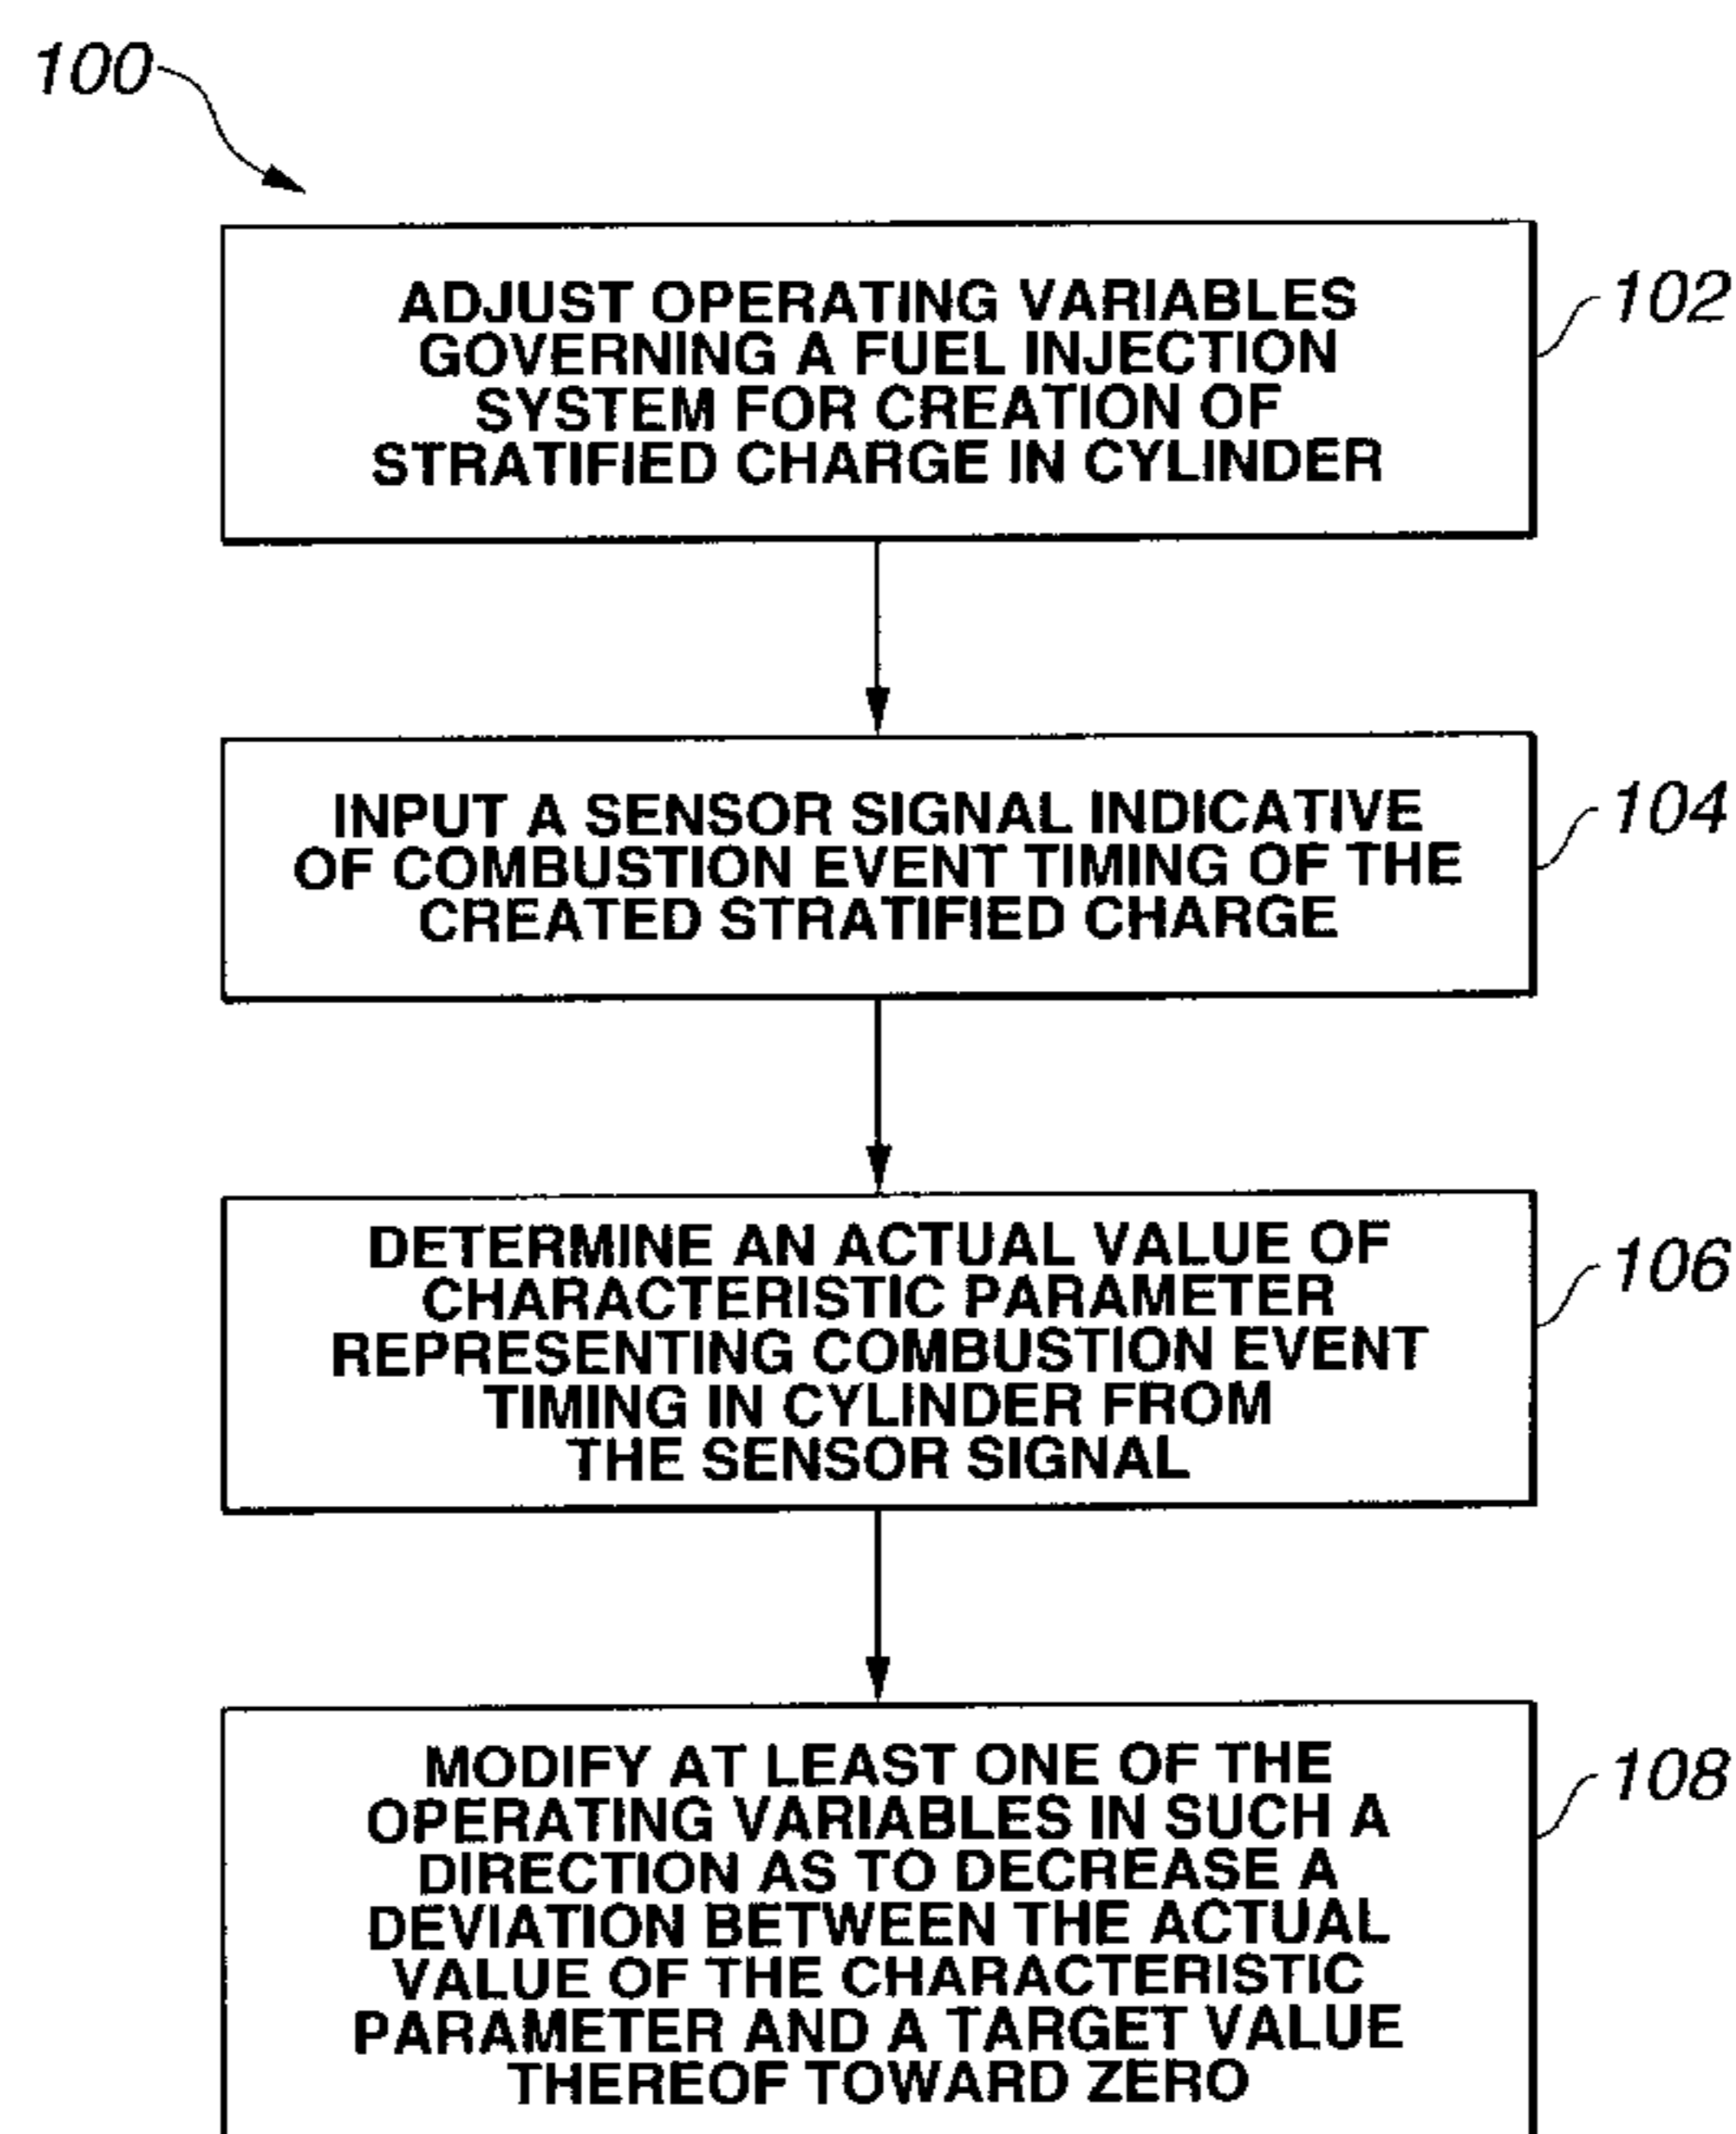 100
ADJUST OPERATING VARIABLES
GOVERNING A FUEL INJECTION
SYSTEM FOR CREATION OF
STRATIFIED CHARGE IN CYLINDER
102
INPUT A SENSOR SIGNAL INDICATIVE
OF COMBUSTION EVENT TIMING OF THE
CREATED STRATIFIED CHARGE
104
DETERMINE AN ACTUAL VALUE OF
CHARACTERISTIC PARAMETER
REPRESENTING COMBUSTION EVENT
TIMING IN CYLINDER FROM
THE SENSOR SIGNAL
106
MODIFY AT LEAST ONE OF THE
OPERATING VARIABLES IN SUCH A
DIRECTION AS TO DECREASE A
DEVIATION BETWEEN THE ACTUAL
VALUE OF THE CHARACTERISTIC
PARAMETER AND A TARGET VALUE
THEREOF TOWARD ZERO
108